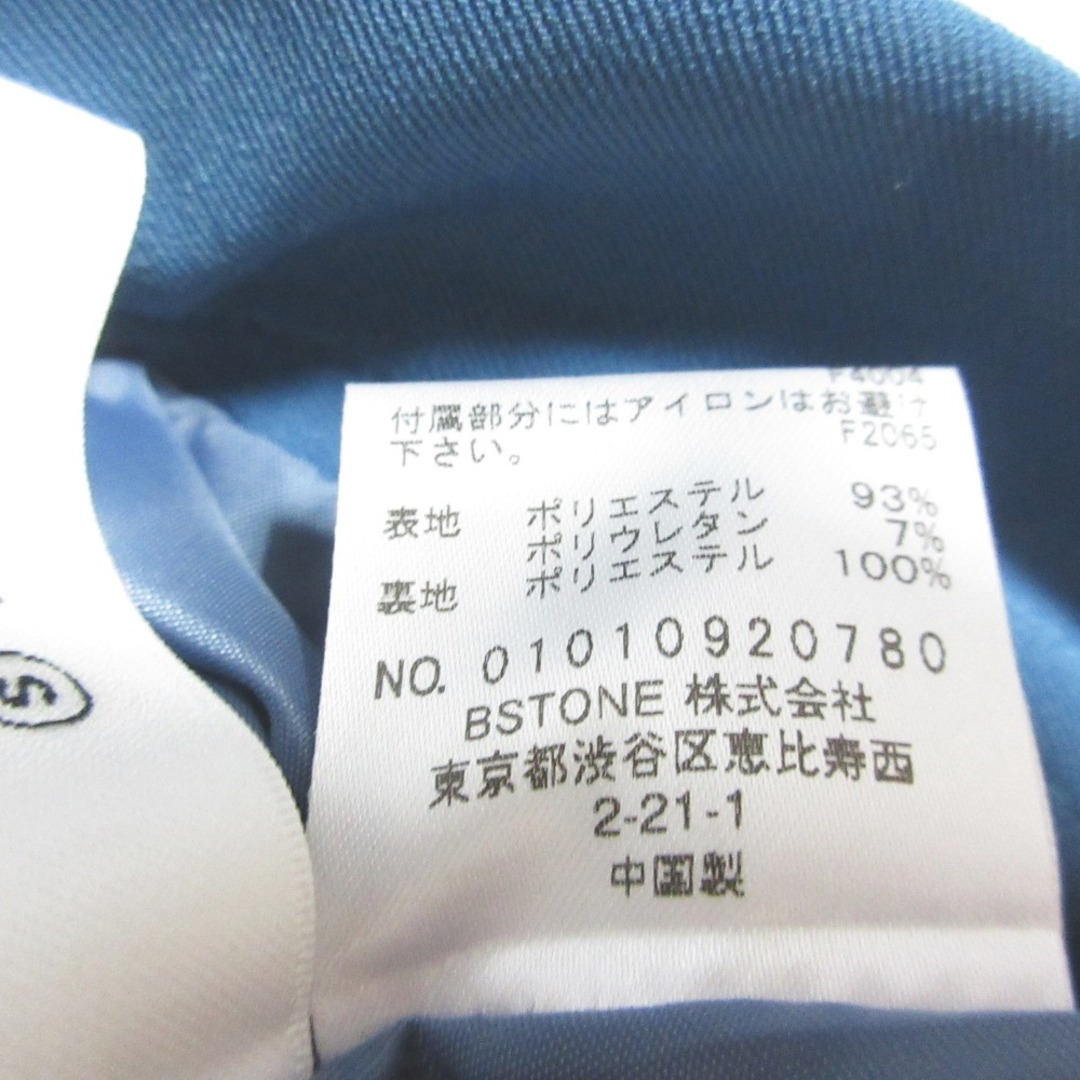 F4004
付属部分にはアイロンはお避け
下さい。 F2065
表地 ポリエステル 93%
ポリウレタン 7%
裏地 ポリエステル 100%
NO. 01010920780
BSTONE 株式会社
東京都渋谷区恵比寿西
2-21-1
中国製